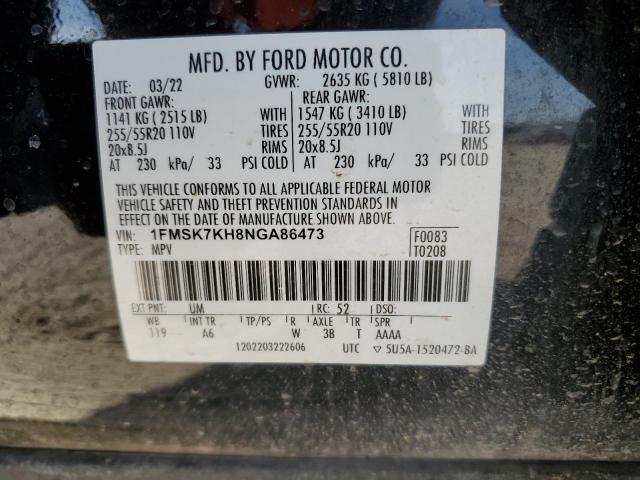 MFD. BY FORD MOTOR CO.
DATE: 03/22 GVWR: 2635 KG ( 5810 LB)
FRONT GAWR: REAR GAWR:
1141 KG ( 2515 LB) WITH 1547 KG ( 3410 LB) WITH
255/55R20 110V TIRES 255/55R20 110V TIRES
20x8.5J RIMS 20x8.5J RIMS
AT 230 kPa/ 33 PSI COLD AT 230 kPa/ 33 PSI COLD
THIS VEHICLE CONFORMS TO ALL APPLICABLE FEDERAL MOTOR
VEHICLE SAFETY AND THEFT PREVENTION STANDARDS IN
EFFECT ON THE DATE OF MANUFACTURE SHOWN ABOVE.
VIN: 1FMSK7KH8NGA86473 F0083
TYPE: MPV T0208
EXT PNT: UM RC: 52 DSO:
WB INT TR TP/PS R AXLE TR SPR
119 A6 W 3B T AAAA
1202203222606 UTC ▽ 5U5A-1520472-BA